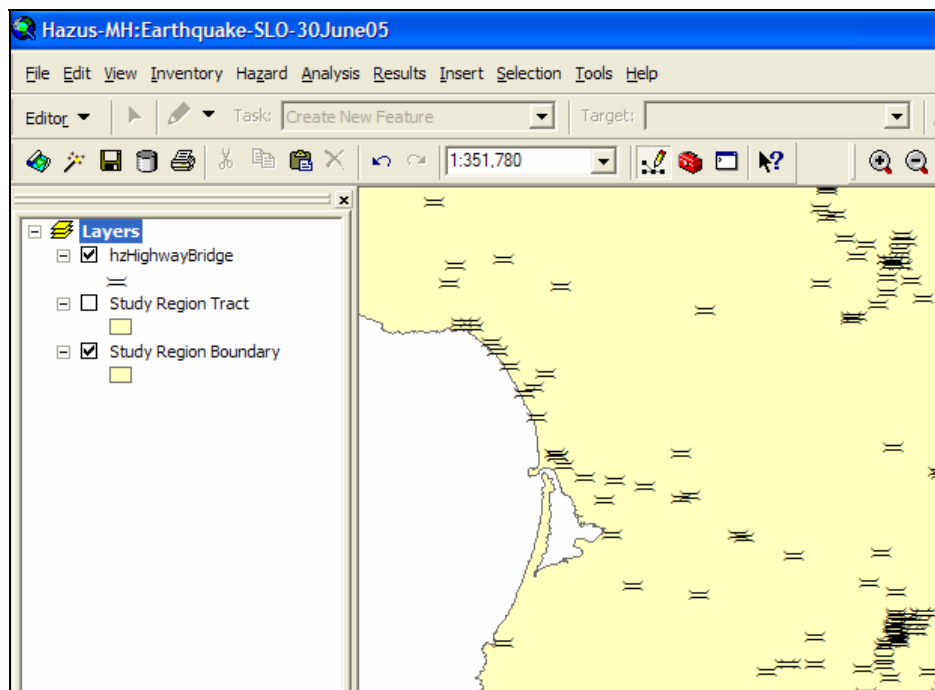 Hazus-MH:Earthquake-SLO-30June05
File Edit View Inventory Hazard Analysis Results Insert Selection Tools Help
Editor Task: Create New Feature Target:
1:351,780
Layers
hzHighwayBridge
Study Region Tract
Study Region Boundary